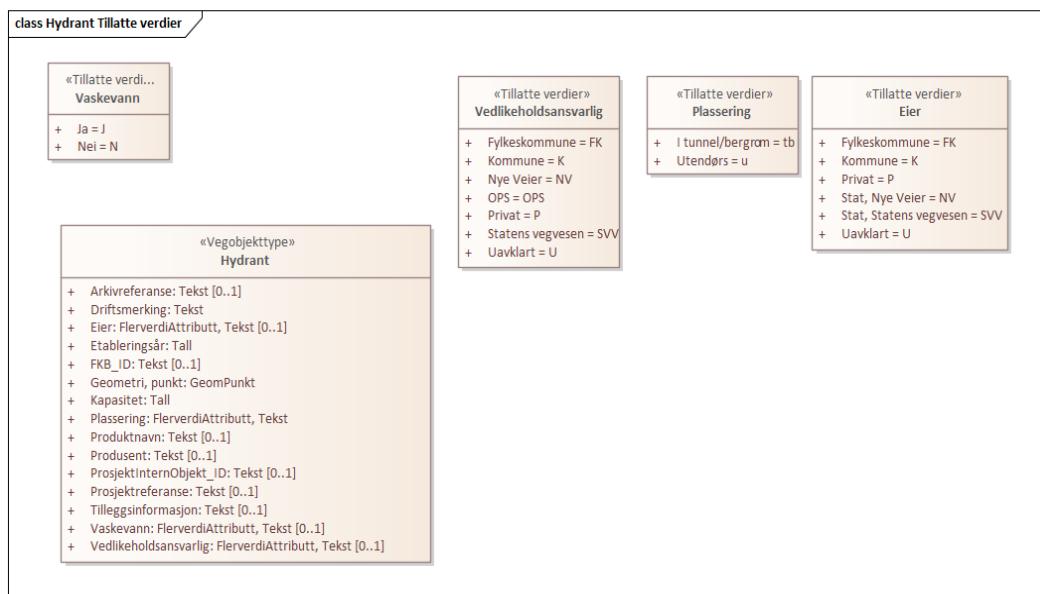 class Hydrant Tillatte verdier
«Tillatte verdi...
Vaskevann
+ Ja = J
+ Nei = N
«Tillatte verdier»
Vedlikeholdsansvarlig
+ Fylkeskommune = FK
+ Kommune = K
+ Nye Veier = NV
+ OPS = OPS
+ Privat = P
+ Statens vegvesen = SVV
+ Uavklart = U
«Tillatte verdier»
Plassering
+ I tunnel/bergrom = tb
+ Utendørs = u
«Tillatte verdier»
Eier
+ Fylkeskommune = FK
+ Kommune = K
+ Privat = P
+ Stat, Nye Veier = NV
+ Stat, Statens vegvesen = SVV
+ Uavklart = U
«Vegobjekttype»
Hydrant
+ Arkivreferanse: Tekst [0..1]
+ Driftsmerking: Tekst
+ Eier: FlerverdiAttributt, Tekst [0..1]
+ Etableringsår: Tall
+ FKB_ID: Tekst [0..1]
+ Geometri, punkt: GeomPunkt
+ Kapasitet: Tall
+ Plassering: FlerverdiAttributt, Tekst
+ Produktnavn: Tekst [0..1]
+ Produsent: Tekst [0..1]
+ ProsjektInternObjekt_ID: Tekst [0..1]
+ Prosjektreferanse: Tekst [0..1]
+ Tilleggsinformasjon: Tekst [0..1]
+ Vaskevann: FlerverdiAttributt, Tekst [0..1]
+ Vedlikeholdsansvarlig: FlerverdiAttributt, Tekst [0..1]